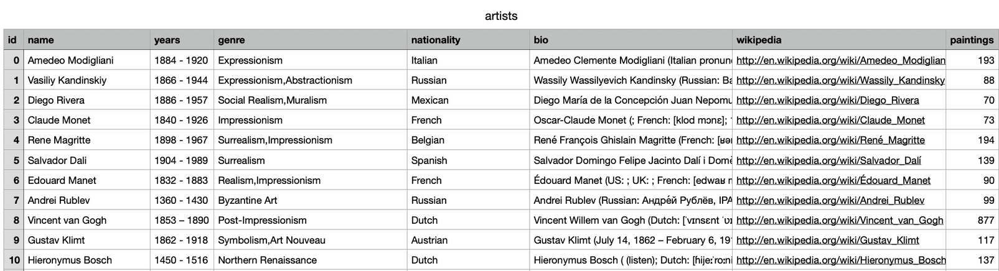 artists
id name years genre nationality bio wikipedia paintings
0 Amedeo Modigliani 1884 - 1920 Expressionism Italian Amedeo Clemente Modigliani (Italian http://en.wikipedia.org/wiki/Amedeo_Modiglian 193
1 Vasiliy Kandinskiy 1866 - 1944 Expressionism,Abstractionism Russian Wassily Wassilyevich Kandinsky (Russian: http://en.wikipedia.org/wiki/Wassily_Kandinsky 88
2 Diego Rivera 1886 - 1957 Social Realism,Muralism Mexican Diego María de la Concepción Juan Nepomu http://en.wikipedia.org/wiki/Diego_Rivera 70
3 Claude Monet 1840 - 1926 Impressionism French Oscar-Claude Monet (; French: [klod mɔnɛ]; http://en.wikipedia.org/wiki/Claude_Monet 73
4 Rene Magritte 1898 - 1967 Surrealism,Impressionism Belgian René François Ghislain Magritte (French: http://en.wikipedia.org/wiki/René_Magritte 194
5 Salvador Dali 1904 - 1989 Surrealism Spanish Salvador Domingo Felipe Jacinto Dalí i http://en.wikipedia.org/wiki/Salvador_Dalí 139
6 Edouard Manet 1832 - 1883 Realism,Impressionism French Édouard Manet (US: ; UK: ; French: [edwaʁ http://en.wikipedia.org/wiki/Édouard_Manet 90
7 Andrei Rublev 1360 - 1430 Byzantine Art Russian Andrei Rublev (Russian: Андре́й Рублёв, IPA http://en.wikipedia.org/wiki/Andrei_Rublev 99
8 Vincent van Gogh 1853 – 1890 Post-Impressionism Dutch Vincent Willem van Gogh (Dutch: [ˈvɪnsɛnt http://en.wikipedia.org/wiki/Vincent_van_Gogh 877
9 Gustav Klimt 1862 - 1918 Symbolism,Art Nouveau Austrian Gustav Klimt (July 14, 1862 – February 6, http://en.wikipedia.org/wiki/Gustav_Klimt 117
10 Hieronymus Bosch 1450 - 1516 Northern Renaissance Dutch Hieronymus Bosch ( (listen); Dutch: http://en.wikipedia.org/wiki/Hieronymus_Bosch 137